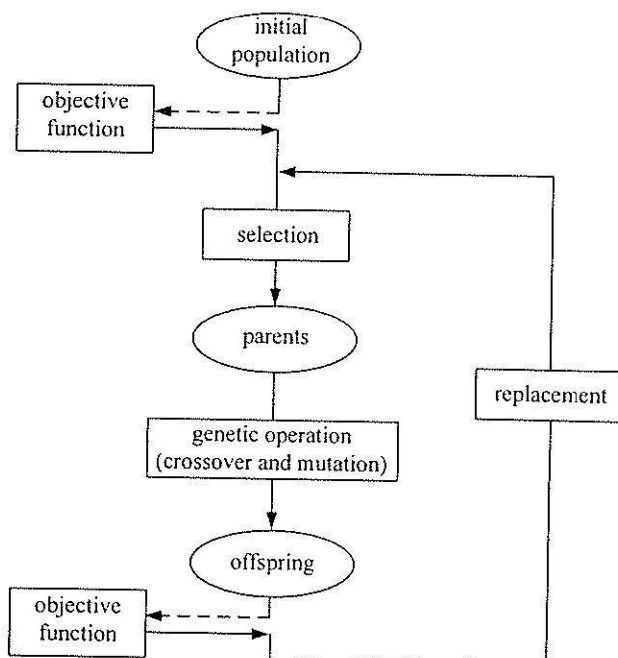 initial
population
objective
function
selection
parents
replacement
genetic operation
(crossover and mutation)
offspring
objective
function